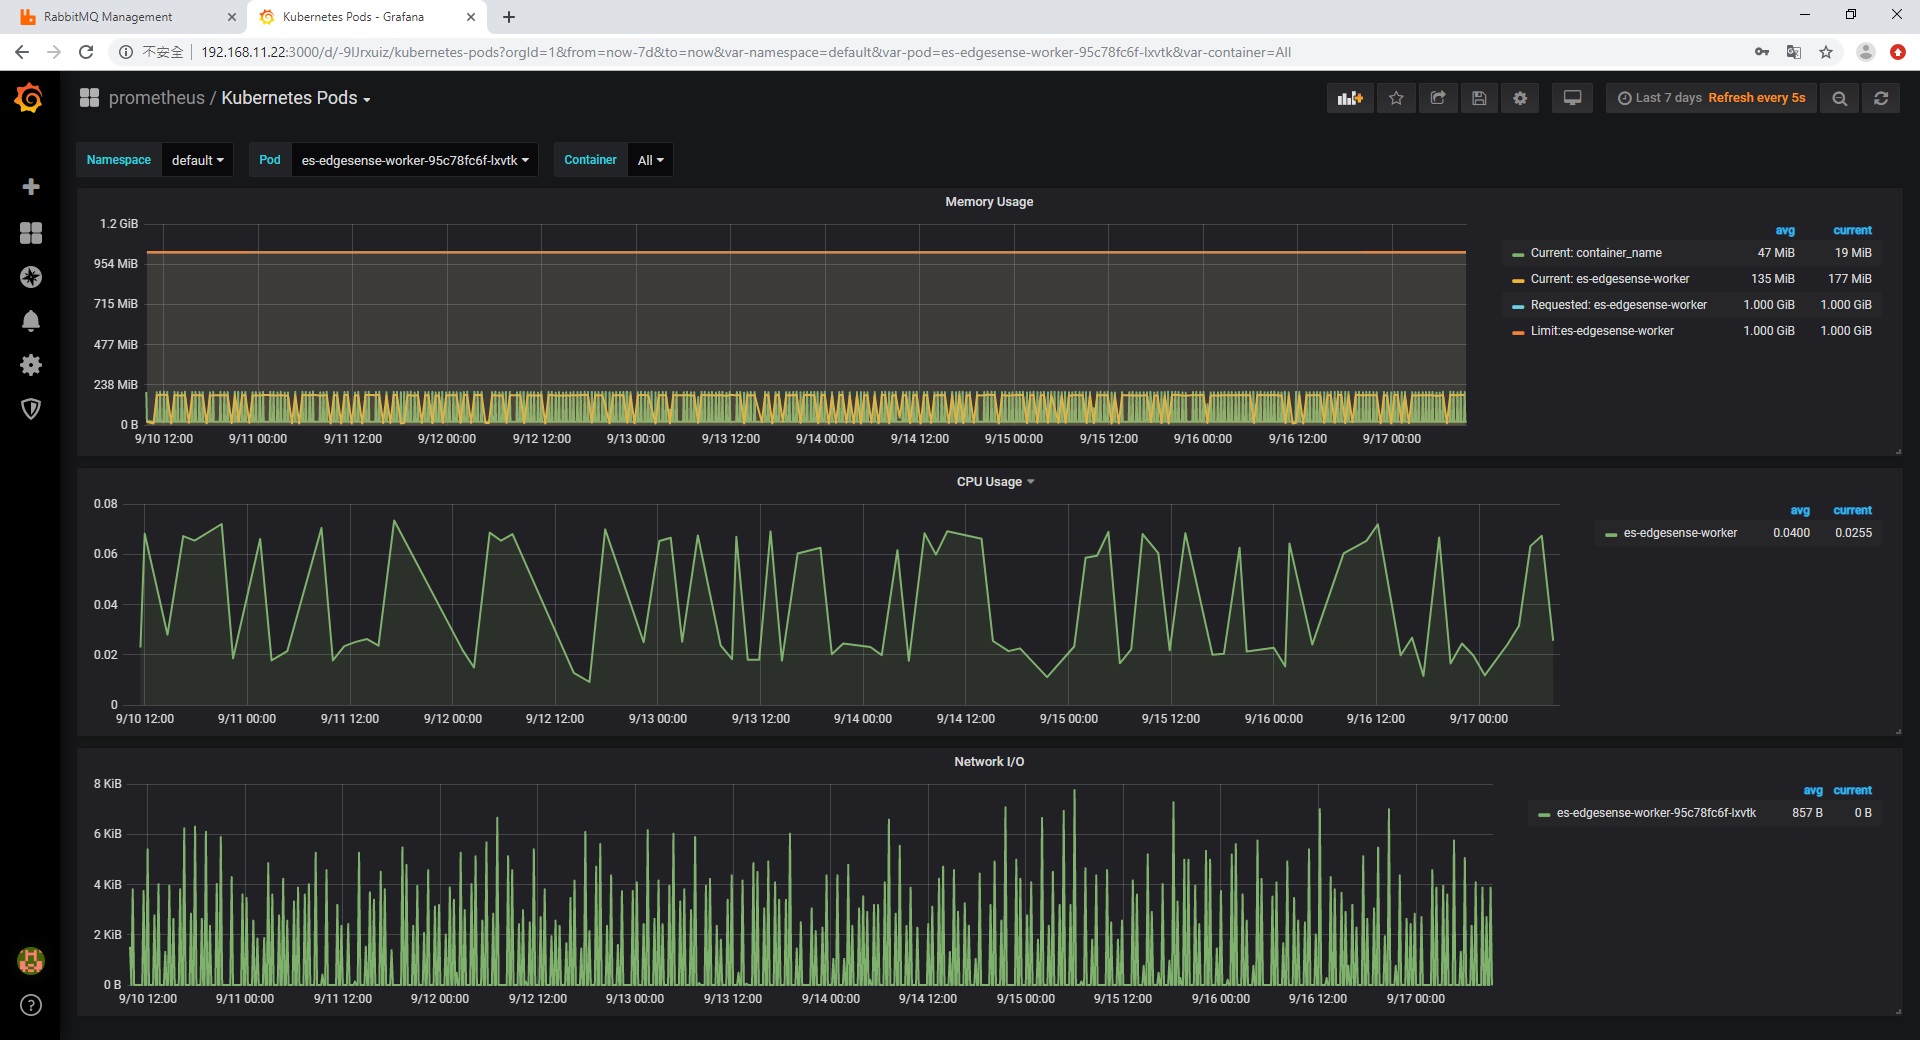 RabbitMQ Management
Kubernetes Pods - Grafana
不安全 192.168.11.22:3000/d/-9IJrxuiz/kubernetes-pods?orgId=1&from=now-7d&to=now&var-namespace=default&var-pod=es-edgesense-worker-95c78fc6f-lxvtk&var-container=All
prometheus / Kubernetes Pods
Last 7 days Refresh every 5s
Namespace default Pod es-edgesense-worker-95c78fc6f-lxvtk Container All
Memory Usage
1.2 GiB
954 MiB
715 MiB
477 MiB
238 MiB
0 B
9/10 12:00 9/11 00:00 9/11 12:00 9/12 00:00 9/12 12:00 9/13 00:00 9/13 12:00 9/14 00:00 9/14 12:00 9/15 00:00 9/15 12:00 9/16 00:00 9/16 12:00 9/17 00:00
avg current
Current: container_name 47 MiB 19 MiB
Current: es-edgesense-worker 135 MiB 177 MiB
Requested: es-edgesense-worker 1.000 GiB 1.000 GiB
Limit:es-edgesense-worker 1.000 GiB 1.000 GiB
CPU Usage
0.08
0.06
0.04
0.02
0
9/10 12:00 9/11 00:00 9/11 12:00 9/12 00:00 9/12 12:00 9/13 00:00 9/13 12:00 9/14 00:00 9/14 12:00 9/15 00:00 9/15 12:00 9/16 00:00 9/16 12:00 9/17 00:00
avg current
es-edgesense-worker 0.0400 0.0255
Network I/O
8 KiB
6 KiB
4 KiB
2 KiB
0 B
9/10 12:00 9/11 00:00 9/11 12:00 9/12 00:00 9/12 12:00 9/13 00:00 9/13 12:00 9/14 00:00 9/14 12:00 9/15 00:00 9/15 12:00 9/16 00:00 9/16 12:00 9/17 00:00
avg current
es-edgesense-worker-95c78fc6f-lxvtk 857 B 0 B